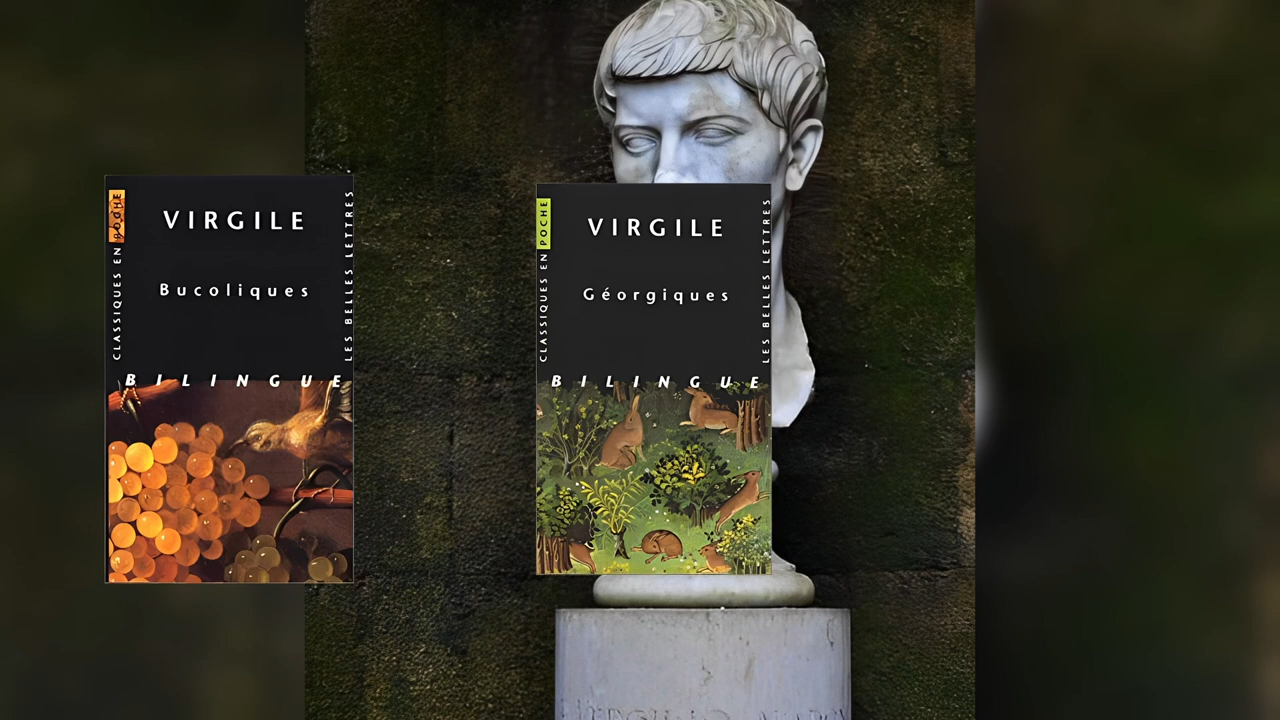 VIRGILE
Bucoliques
CLASSIQUES EN POCHE
LES BELLES LETTRES
BILINGUE
VIRGILE
Géorgiques
CLASSIQUES EN POCHE
LES BELLES LETTRES
BILINGUE